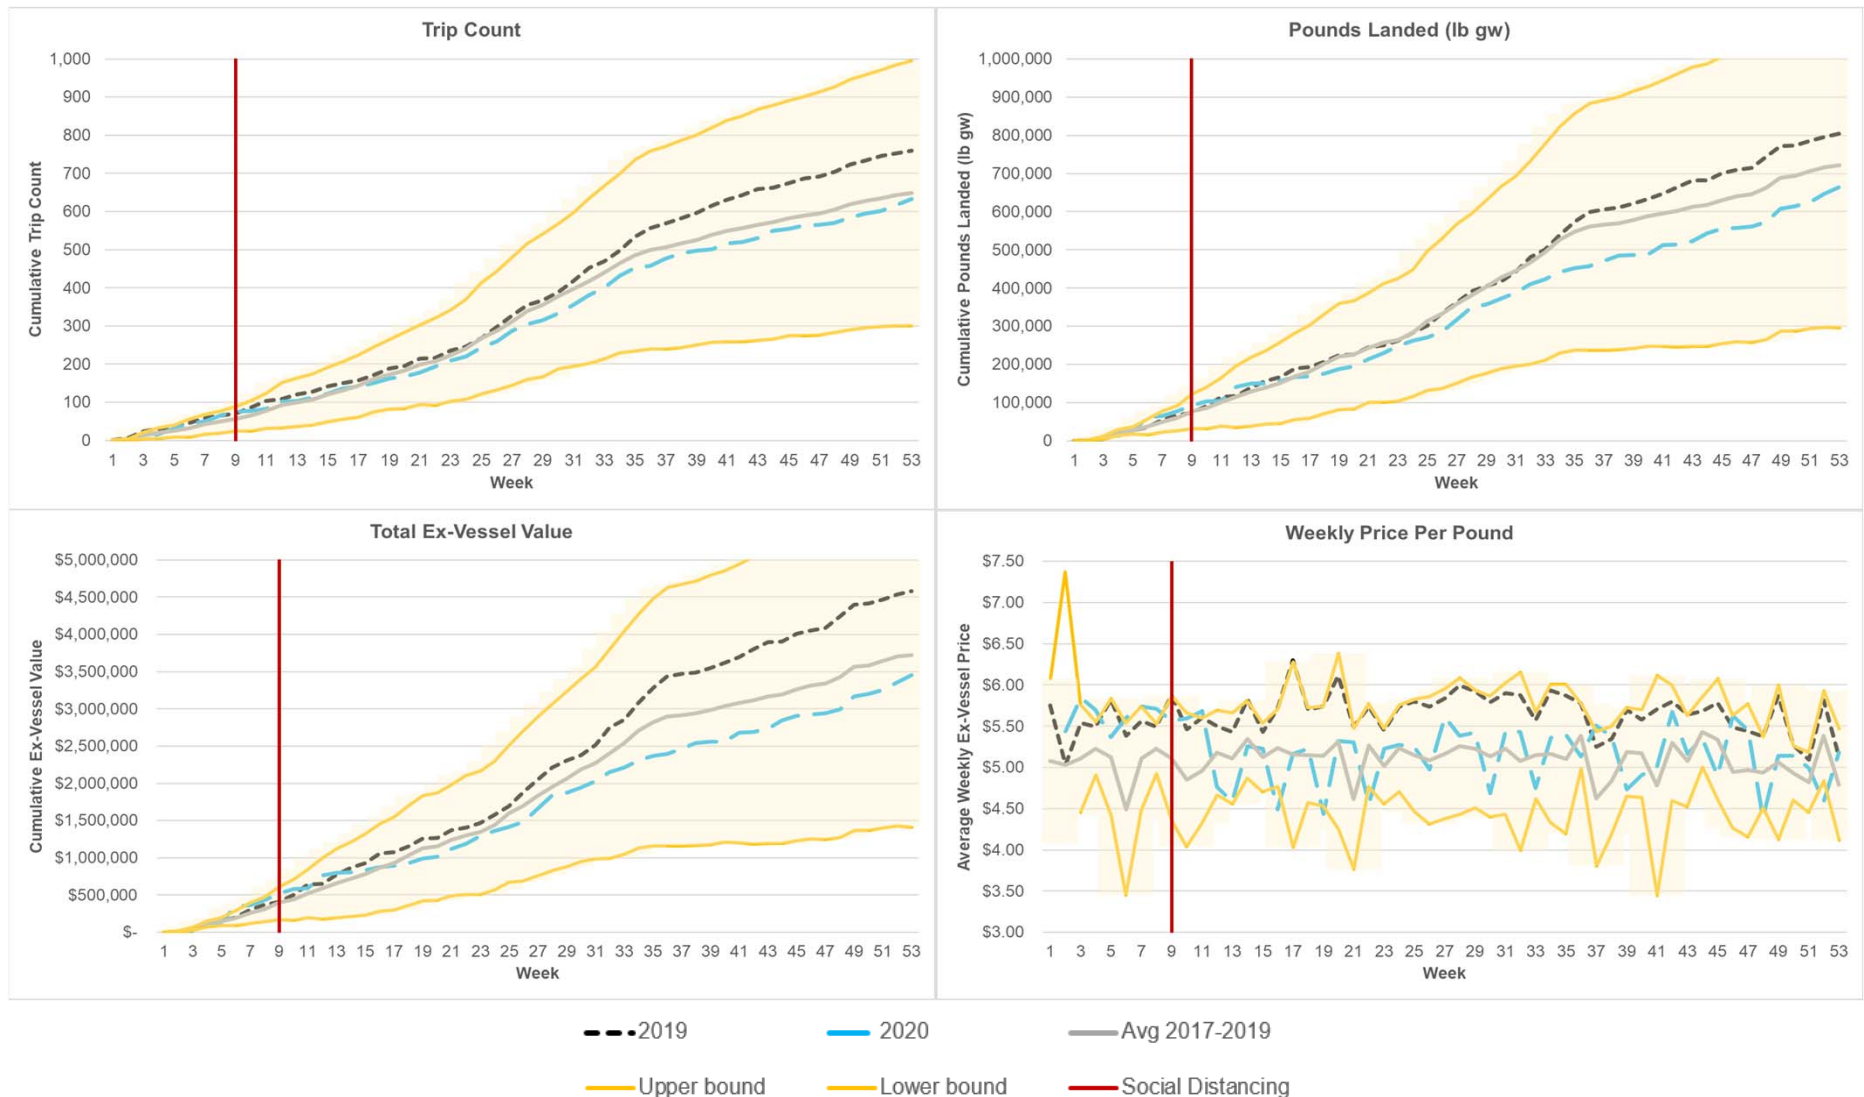 Trip Count
1,000
900
800
700
600
500
400
300
200
100
0
Cumulative Trip Count
1 3 5 7 9 11 13 15 17 19 21 23 25 27 29 31 33 35 37 39 41 43 45 47 49 51 53
Week
Pounds Landed (lb gw)
1,000,000
900,000
800,000
700,000
600,000
500,000
400,000
300,000
200,000
100,000
0
Cumulative Pounds Landed (lb gw)
1 3 5 7 9 11 13 15 17 19 21 23 25 27 29 31 33 35 37 39 41 43 45 47 49 51 53
Week
Total Ex-Vessel Value
$5,000,000
$4,500,000
$4,000,000
$3,500,000
$3,000,000
$2,500,000
$2,000,000
$1,500,000
$1,000,000
$500,000
$-
Cumulative Ex-Vessel Value
1 3 5 7 9 11 13 15 17 19 21 23 25 27 29 31 33 35 37 39 41 43 45 47 49 51 53
Week
Weekly Price Per Pound
$7.50
$7.00
$6.50
$6.00
$5.50
$5.00
$4.50
$4.00
$3.50
$3.00
Average Weekly Ex-Vessel Price
1 3 5 7 9 11 13 15 17 19 21 23 25 27 29 31 33 35 37 39 41 43 45 47 49 51 53
Week
2019 2020 Avg 2017-2019
Upper bound Lower bound Social Distancing